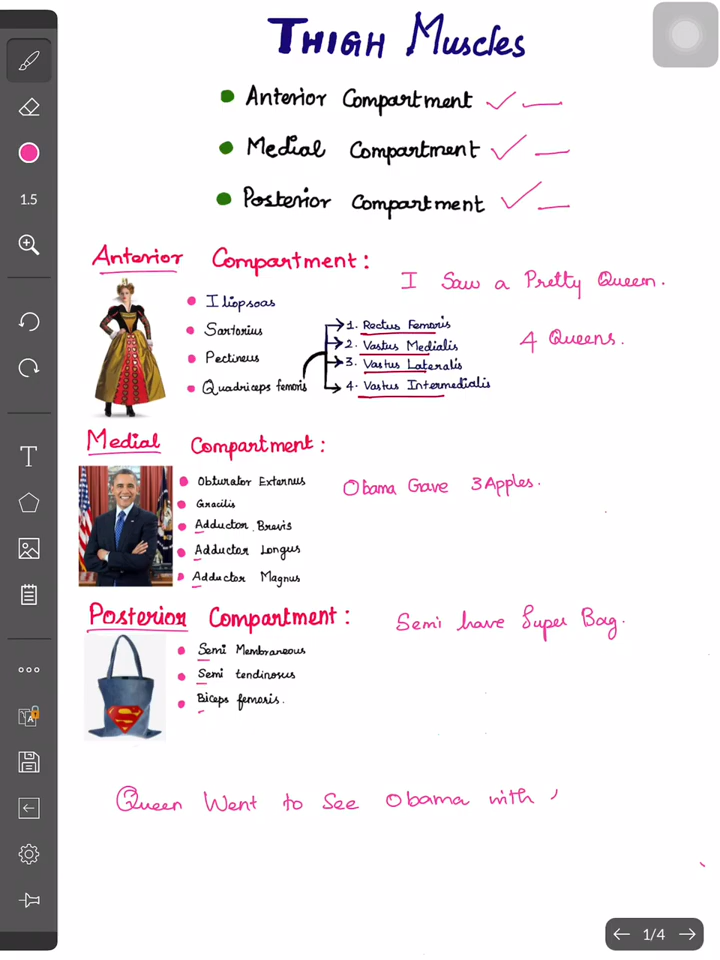 THIGH Muscles
Anterior Compartment
Medial Compartment
Posterior Compartment
Anterior Compartment:
I Saw a Pretty Queen.
Iliopsoas
Sartorius
Pectineus
Quadriceps femoris
1. Rectus Femoris
2. Vastus Medialis
3. Vastus Lateralis
4. Vastus Intermedialis
4 Queens.
Medial Compartment:
Obturator Externus
Gracilis
Adductor Brevis
Adductor Longus
Adductor Magnus
Obama Gave 3 Apples.
Posterior Compartment:
Semi have Super Bag.
Semi Membraneous
Semi tendinosus
Biceps femoris.
Queen Went to See Obama with
1.5
T
TA
1/4